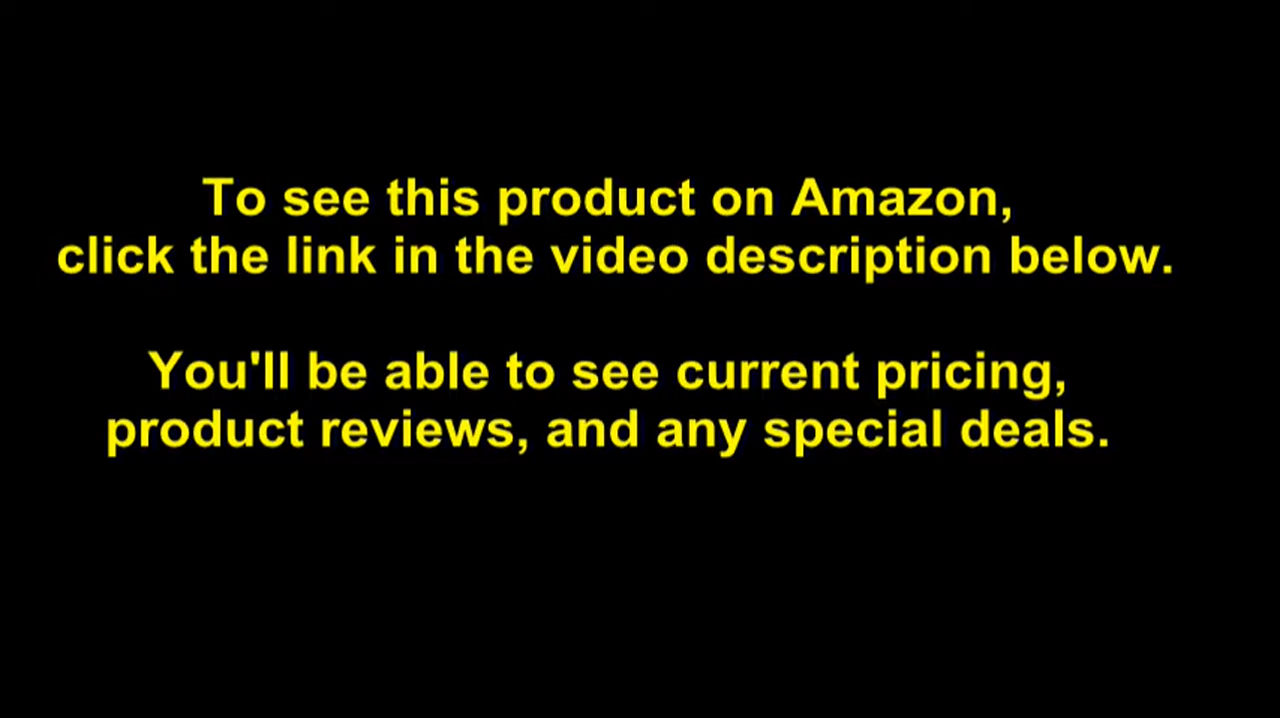 To see this product on Amazon,
click the link in the video description below.
You'll be able to see current pricing,
product reviews, and any special deals.